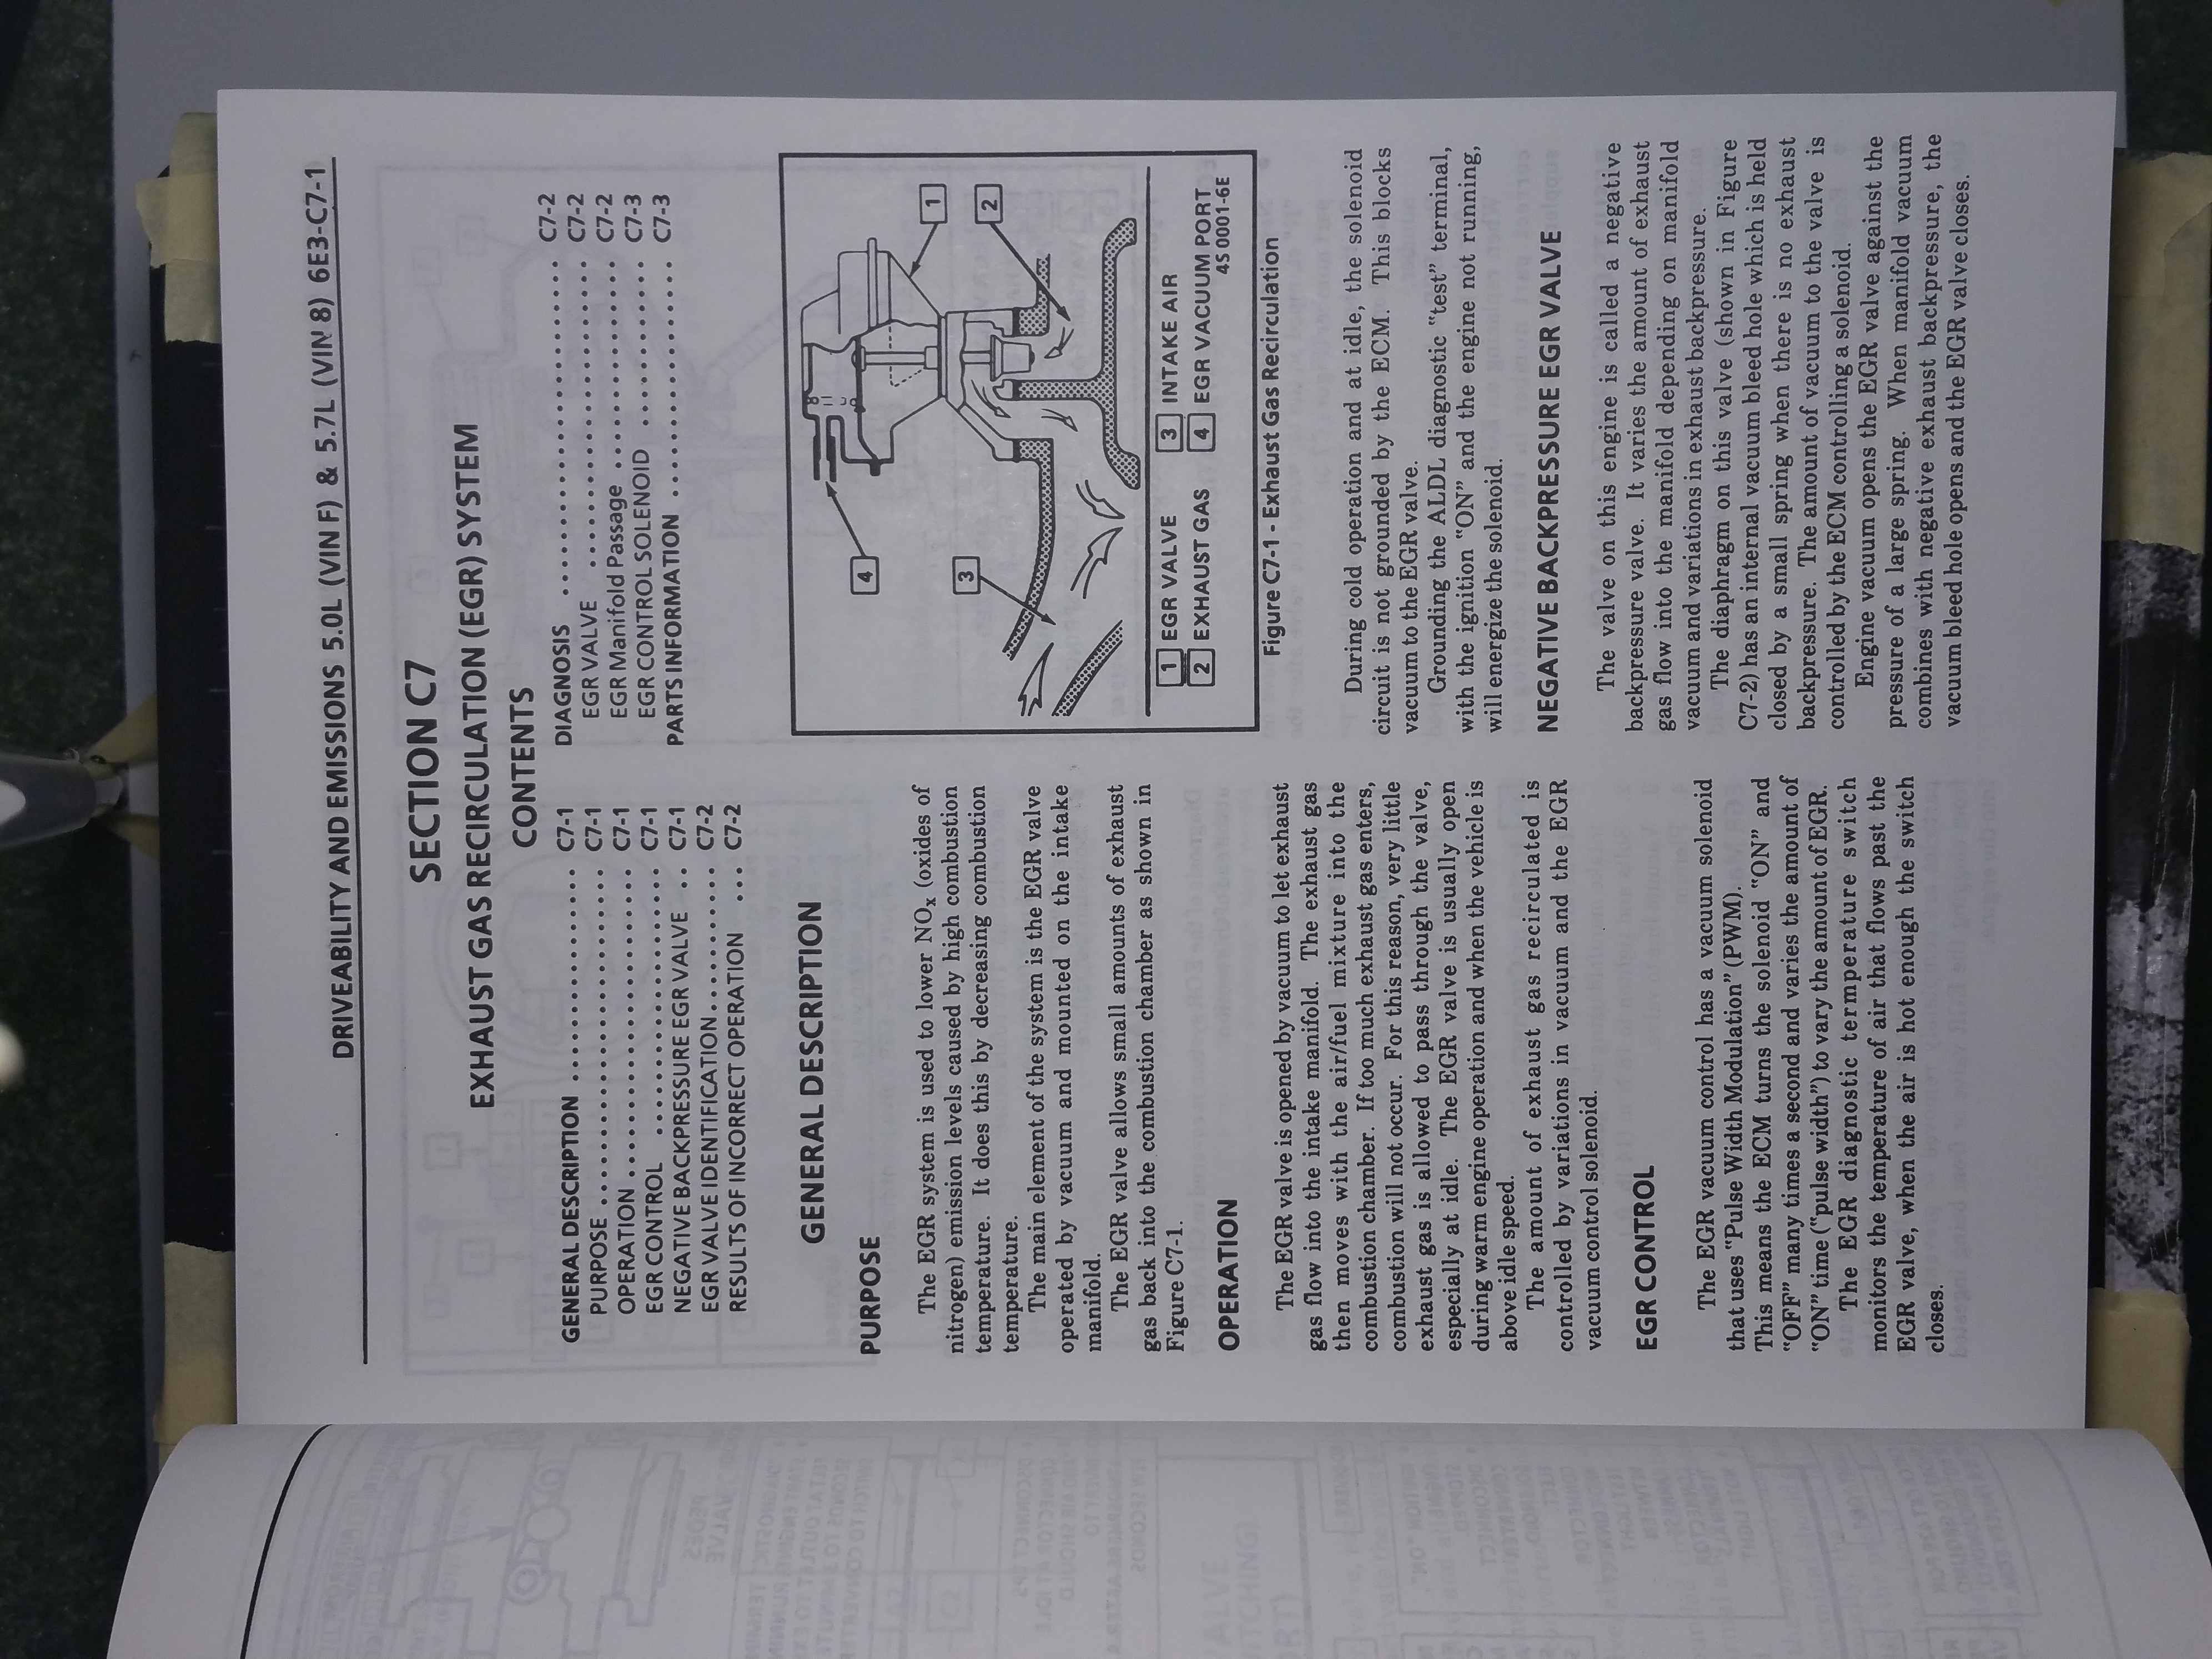 DRIVEABILITY AND EMISSIONS 5.0L (VIN F) & 5.7L (VIN 8) 6E3-C7-1
SECTION C7
EXHAUST GAS RECIRCULATION (EGR) SYSTEM
CONTENTS
GENERAL DESCRIPTION ........................ C7-1
PURPOSE .................................... C7-1
OPERATION .................................. C7-1
EGR CONTROL ................................ C7-1
NEGATIVE BACKPRESSURE EGR VALVE .. C7-1
EGR VALVE IDENTIFICATION............. C7-2
RESULTS OF INCORRECT OPERATION ... C7-2
DIAGNOSIS .................................. C7-2
EGR VALVE .................................. C7-2
EGR Manifold Passage ....................... C7-2
EGR CONTROL SOLENOID ................... C7-3
PARTS INFORMATION ........................ C7-3
GENERAL DESCRIPTION
PURPOSE
The EGR system is used to lower NOx (oxides of
nitrogen) emission levels caused by high combustion
temperature. It does this by decreasing combustion
temperature.
The main element of the system is the EGR valve
operated by vacuum and mounted on the intake
manifold.
The EGR valve allows small amounts of exhaust
gas back into the combustion chamber as shown in
Figure C7-1.
OPERATION
The EGR valve is opened by vacuum to let exhaust
gas flow into the intake manifold. The exhaust gas
then moves with the air/fuel mixture into the
combustion chamber. If too much exhaust gas enters,
combustion will not occur. For this reason, very little
exhaust gas is allowed to pass through the valve,
especially at idle. The EGR valve is usually open
during warm engine operation and when the vehicle is
above idle speed.
The amount of exhaust gas recirculated is
controlled by variations in vacuum and the EGR
vacuum control solenoid.
EGR CONTROL
The EGR vacuum control has a vacuum solenoid
that uses "Pulse Width Modulation" (PWM).
This means the ECM turns the solenoid "ON" and
"OFF" many times a second and varies the amount of
"ON" time ("pulse width") to vary the amount of EGR.
The EGR diagnostic termperature switch
monitors the temperature of air that flows past the
EGR valve, when the air is hot enough the switch
closes.
4
3
1
2
1 EGR VALVE 3 INTAKE AIR
2 EXHAUST GAS 4 EGR VACUUM PORT
4S 0001-6E
Figure C7-1 - Exhaust Gas Recirculation
During cold operation and at idle, the solenoid
circuit is not grounded by the ECM. This blocks
vacuum to the EGR valve.
Grounding the ALDL diagnostic "test" terminal,
with the ignition "ON" and the engine not running,
will energize the solenoid.
NEGATIVE BACKPRESSURE EGR VALVE
The valve on this engine is called a negative
backpressure valve. It varies the amount of exhaust
gas flow into the manifold depending on manifold
vacuum and variations in exhaust backpressure.
The diaphragm on this valve (shown in Figure
C7-2) has an internal vacuum bleed hole which is held
closed by a small spring when there is no exhaust
backpressure. The amount of vacuum to the valve is
controlled by the ECM controlling a solenoid.
Engine vacuum opens the EGR valve against the
pressure of a large spring. When manifold vacuum
combines with negative exhaust backpressure, the
vacuum bleed hole opens and the EGR valve closes.